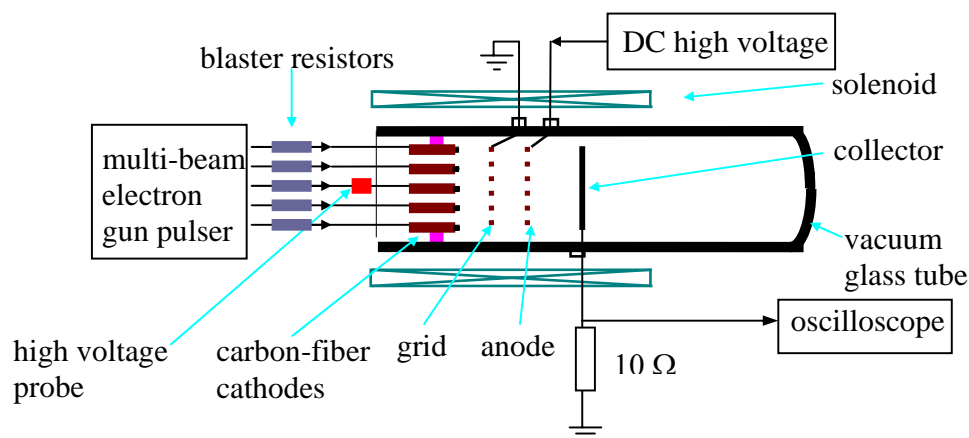 DC high voltage
blaster resistors
solenoid
multi-beam
electron
gun pulser
collector
vacuum
glass tube
oscilloscope
high voltage
probe
carbon-fiber
cathodes
grid
anode
10 Ω